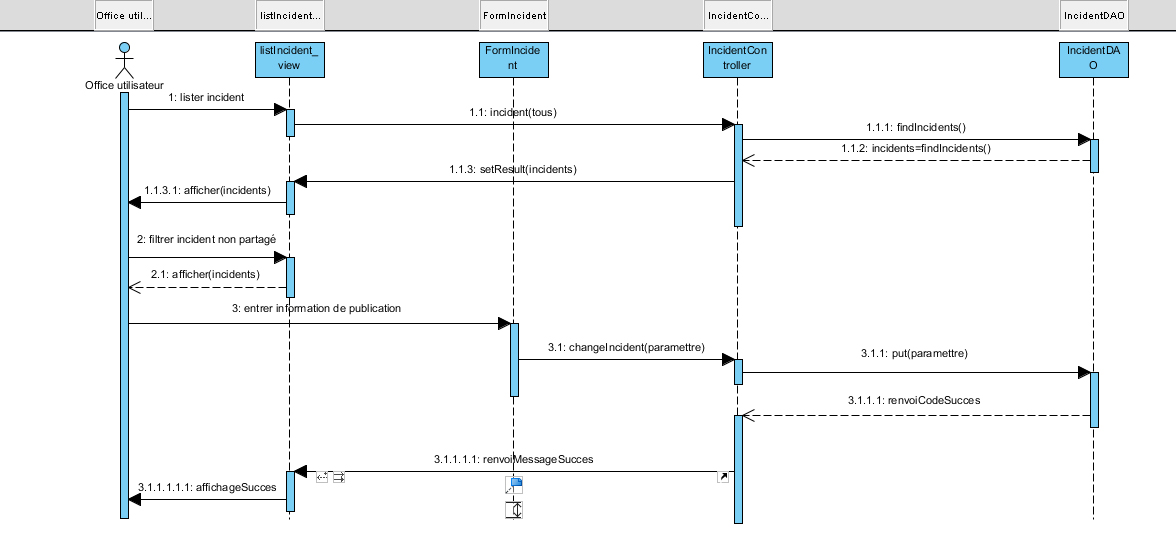 Office util...
listIncident...
FormIncident
IncidentCo...
IncidentDAO
listIncident_
view
FormIncide
nt
IncidentCon
troller
IncidentDA
O
Office utilisateur
1: lister incident
1.1: incident(tous)
1.1.1: findIncidents()
1.1.2: incidents=findIncidents()
1.1.3: setResult(incidents)
1.1.3.1: afficher(incidents)
2: filtrer incident non partagé
2.1: afficher(incidents)
3: entrer information de publication
3.1: changeIncident(paramettre)
3.1.1: put(paramettre)
3.1.1.1: renvoiCodeSucces
3.1.1.1.1: renvoiMessageSucces
3.1.1.1.1.1: affichageSucces